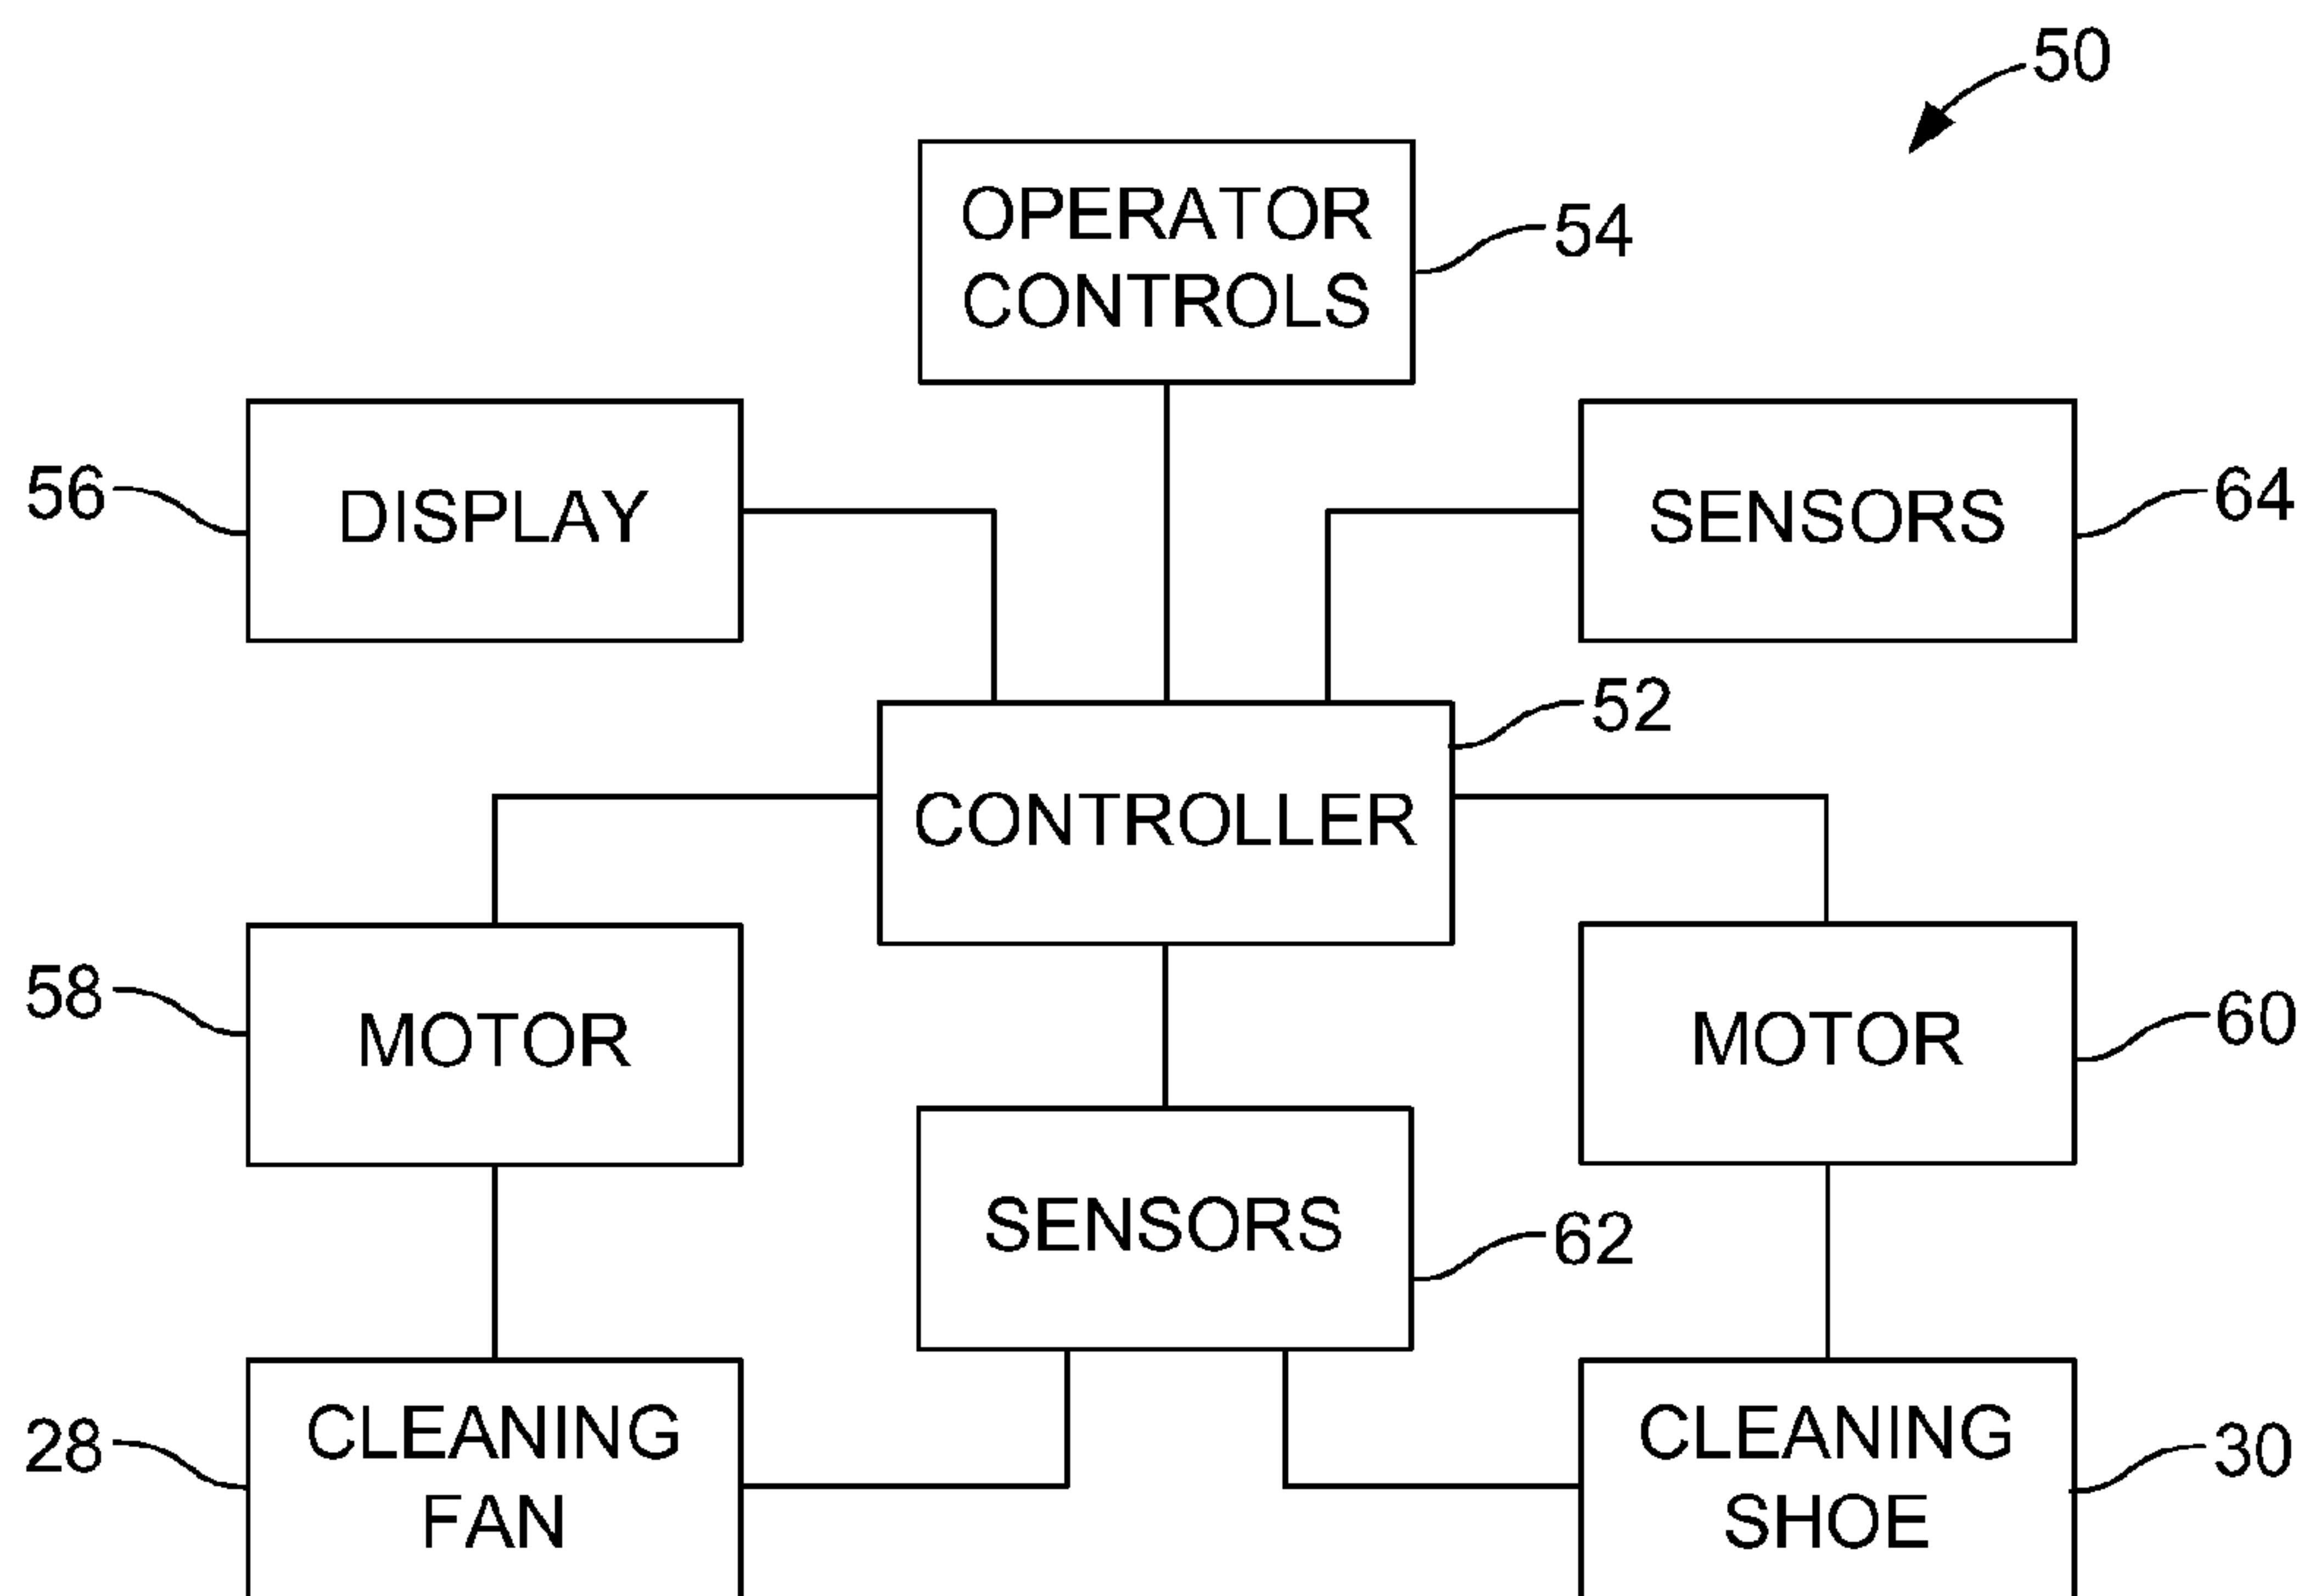 50
OPERATOR
CONTROLS
54
56
DISPLAY
SENSORS
64
52
CONTROLLER
58
MOTOR
MOTOR
60
SENSORS
62
28
CLEANING
FAN
CLEANING
SHOE
30